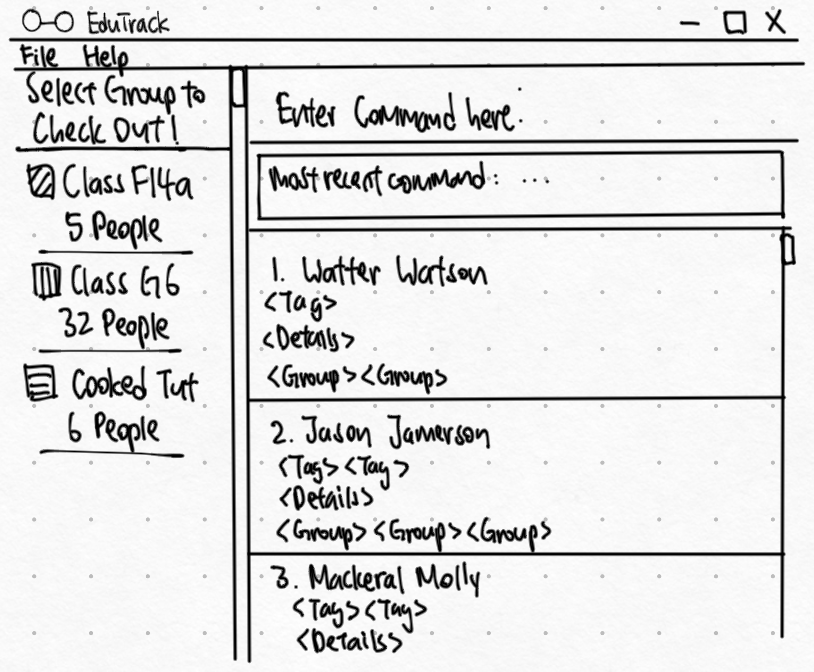 EduTrack
File Help
Select Group to
Check Out!
Class F14a
5 People
Class G6
32 People
Cooked Tut
6 People
Enter Command here:
Most recent command: ...
1. Watter Watson
<Tag>
<Details>
<Group><Group>
2. Jason Jamerson
<Tags><Tag>
<Details>
<Group><Group><Group>
3. Mackeral Molly
<Tag><Tag>
<Details>